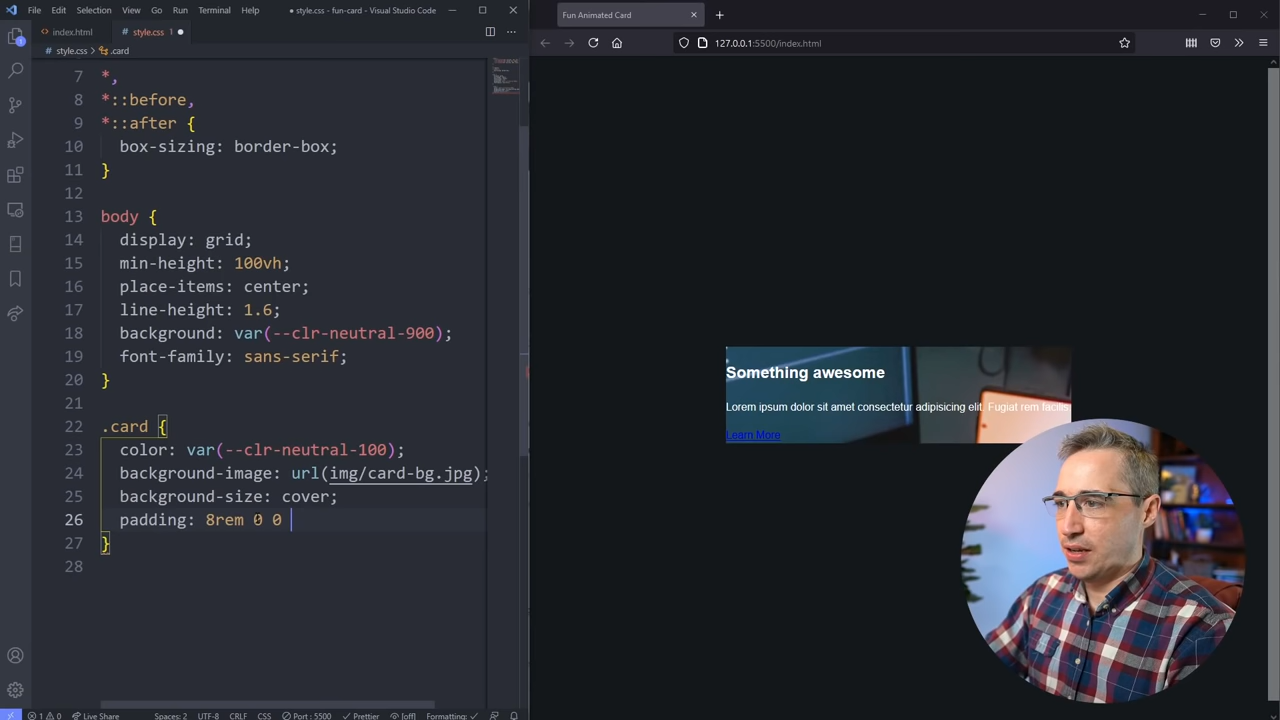 File Edit Selection View Go Run Terminal Help ● style.css - fun-card - Visual Studio Code
index.html # style.css 1 ●
# style.css > .card
7 *,
8 *::before,
9 *::after {
10 box-sizing: border-box;
11 }
12
13 body {
14 display: grid;
15 min-height: 100vh;
16 place-items: center;
17 line-height: 1.6;
18 background: var(--clr-neutral-900);
19 font-family: sans-serif;
20 }
21
22 .card {
23 color: var(--clr-neutral-100);
24 background-image: url(img/card-bg.jpg);
25 background-size: cover;
26 padding: 8rem 0 0
27 }
28
1 0 Live Share Spaces: 2 UTF-8 CRLF CSS Port : 5500 Prettier [off] Formatting: ✓
Fun Animated Card
127.0.0.1:5500/index.html
Something awesome
Lorem ipsum dolor sit amet consectetur adipisicing elit. Fugiat rem facilis.
Learn More